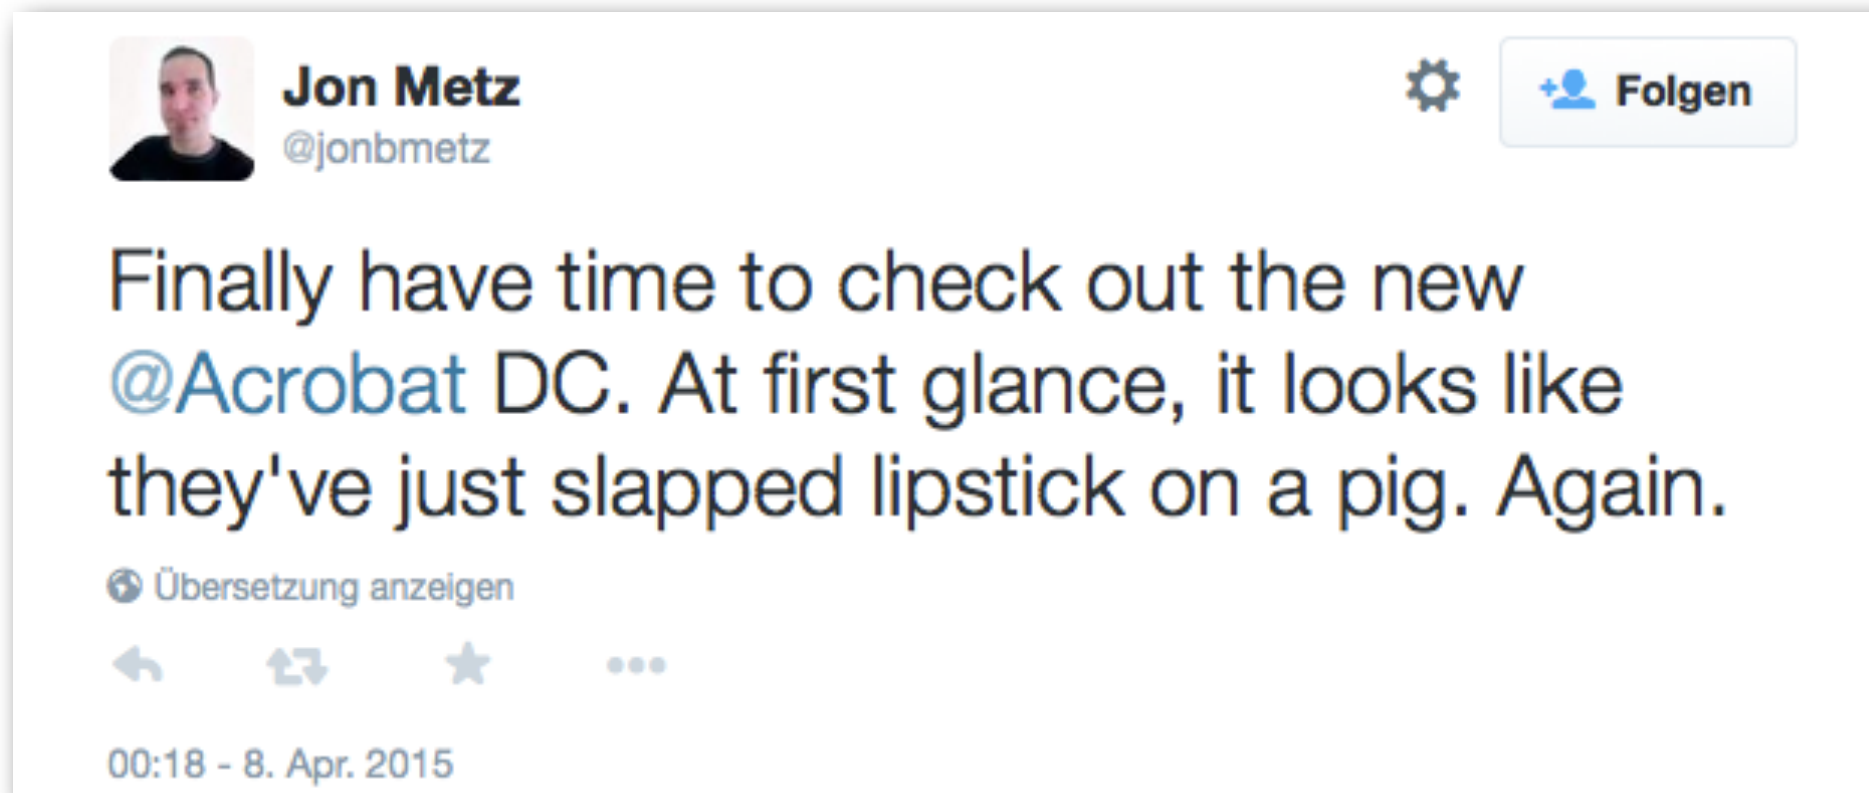 Jon Metz
@jonbmetz
Folgen
Finally have time to check out the new
@Acrobat DC. At first glance, it looks like
they've just slapped lipstick on a pig. Again.
Übersetzung anzeigen
00:18 - 8. Apr. 2015